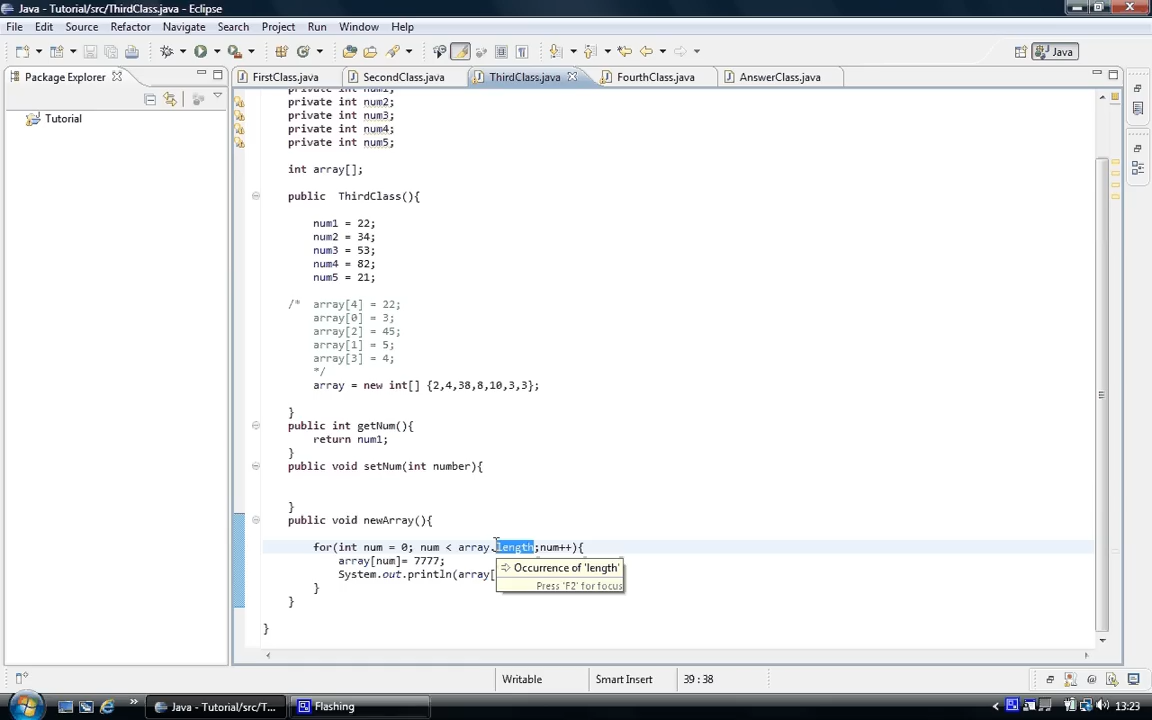 Java - Tutorial/src/ThirdClass.java - Eclipse
File Edit Source Refactor Navigate Search Project Run Window Help
Java
Package Explorer
FirstClass.java SecondClass.java ThirdClass.java FourthClass.java AnswerClass.java
Tutorial
private int num1;
private int num2;
private int num3;
private int num4;
private int num5;
int array[];
public ThirdClass(){
num1 = 22;
num2 = 34;
num3 = 53;
num4 = 82;
num5 = 21;
/* array[4] = 22;
array[0] = 3;
array[2] = 45;
array[1] = 5;
array[3] = 4;
*/
array = new int[] {2,4,38,8,10,3,3};
}
public int getNum(){
return num1;
}
public void setNum(int number){
}
public void newArray(){
for(int num = 0; num < array.length;num++){
array[num]= 7777;
System.out.println(array[
}
}
}
Occurrence of 'length'
Press 'F2' for focus
Writable Smart Insert 39 : 38
Java - Tutorial/src/T... Flashing 13:23